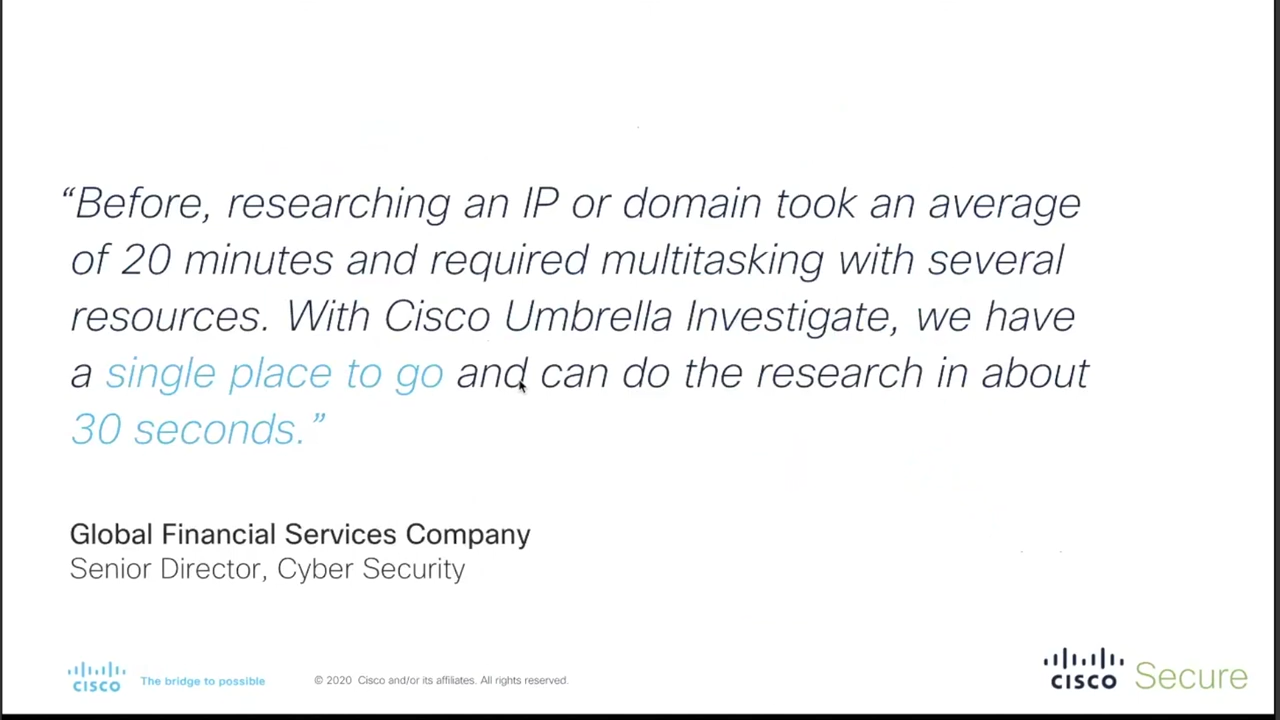 “Before, researching an IP or domain took an average
of 20 minutes and required multitasking with several
resources. With Cisco Umbrella Investigate, we have
a single place to go and can do the research in about
30 seconds.”
Global Financial Services Company
Senior Director, Cyber Security
CISCO
The bridge to possible
© 2020 Cisco and/or its affiliates. All rights reserved.
CISCO Secure